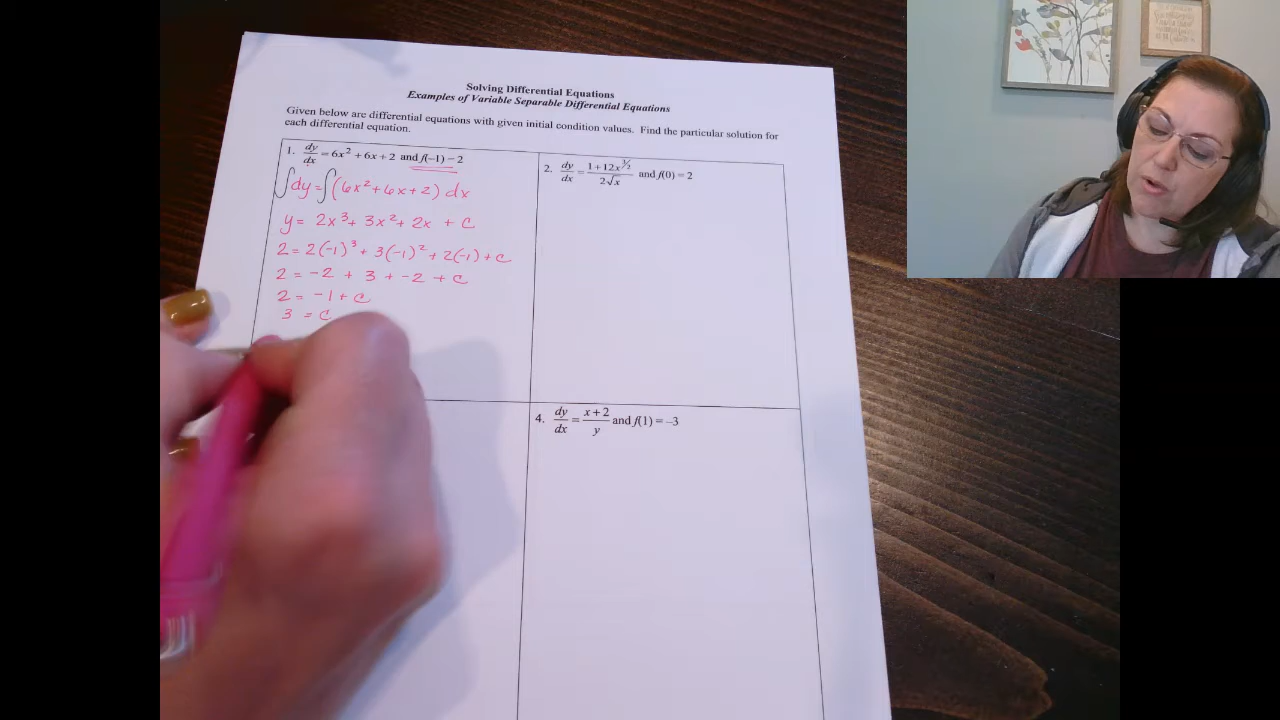 Solving Differential Equations
Examples of Variable Separable Differential Equations
Given below are differential equations with given initial condition values. Find the particular solution for
each differential equation.
1. dy/dx = 6x² + 6x + 2 and f(−1) = 2
∫dy = ∫(6x² + 6x + 2) dx
y = 2x³ + 3x² + 2x + C
2 = 2(−1)³ + 3(−1)² + 2(−1) + C
2 = −2 + 3 + −2 + C
2 = −1 + C
3 = C
2. dy/dx = (1 + 12x^(3/2))/(2√x) and f(0) = 2
4. dy/dx = (x + 2)/y and f(1) = −3